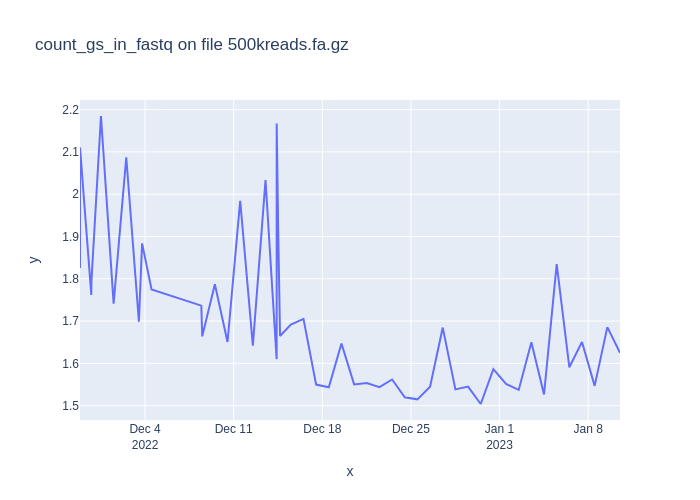 count_gs_in_fastq on file 500kreads.fa.gz
2.2
2.1
2
1.9
1.8
1.7
1.6
1.5
y
Dec 4
2022
Dec 11
Dec 18
Dec 25
Jan 1
2023
Jan 8
x